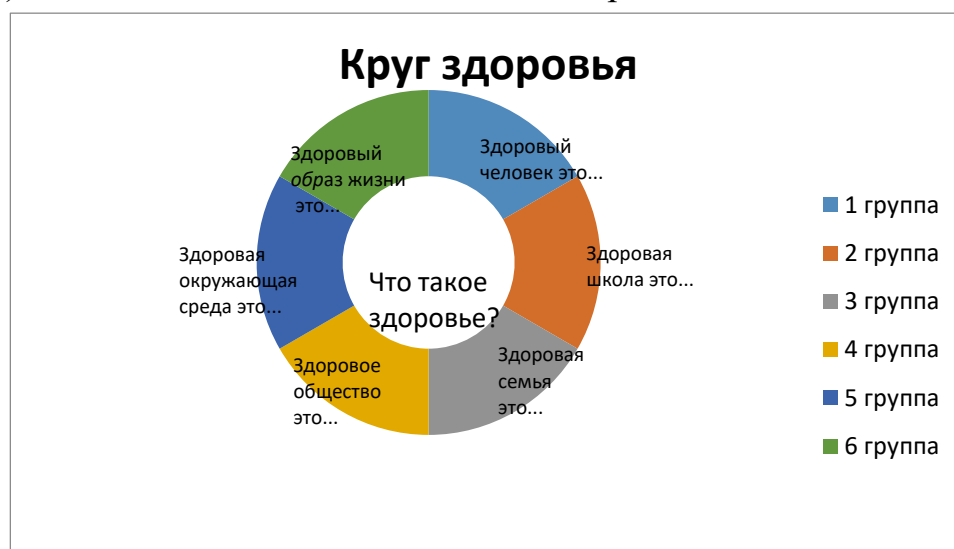 Круг здоровья
Здоровый
человек это...
Здоровая
школа это...
Здоровая
семья
это...
Здоровое
общество
это...
Здоровая
окружающая
среда это...
Здоровый
образ жизни
это...
Что такое
здоровье?
1 группа
2 группа
3 группа
4 группа
5 группа
6 группа